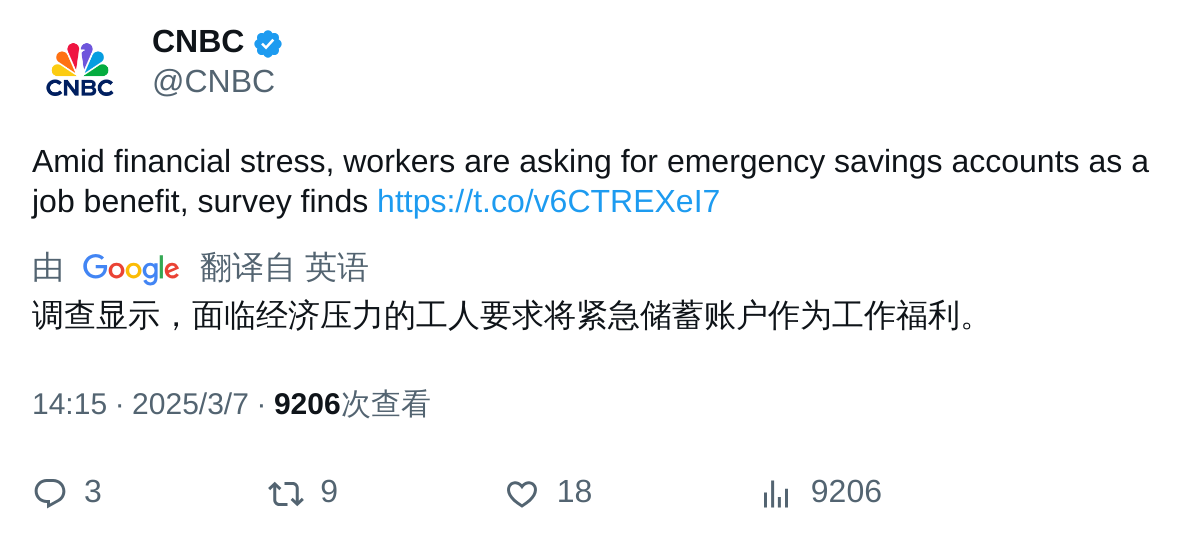 CNBC
CNBC
@CNBC
Amid financial stress, workers are asking for emergency savings accounts as a
job benefit, survey finds https://t.co/v6CTREXeI7
由 Google 翻译自 英语
调查显示，面临经济压力的工人要求将紧急储蓄账户作为工作福利。
14:15 · 2025/3/7 · 9206次查看
3 9 18 9206